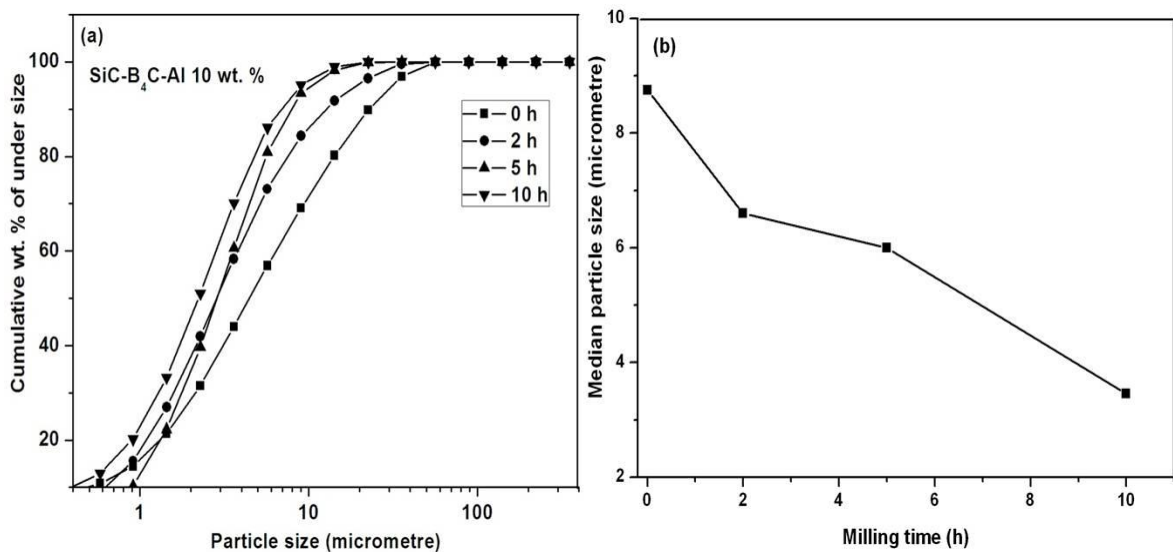 (a)
SiC-B₄C-Al 10 wt. %
0 h
2 h
5 h
10 h
Cumulative wt. % of under size
100
80
60
40
20
1
10
100
Particle size (micrometre)
(b)
Median particle size (micrometre)
10
8
6
4
2
0
2
4
6
8
10
Milling time (h)